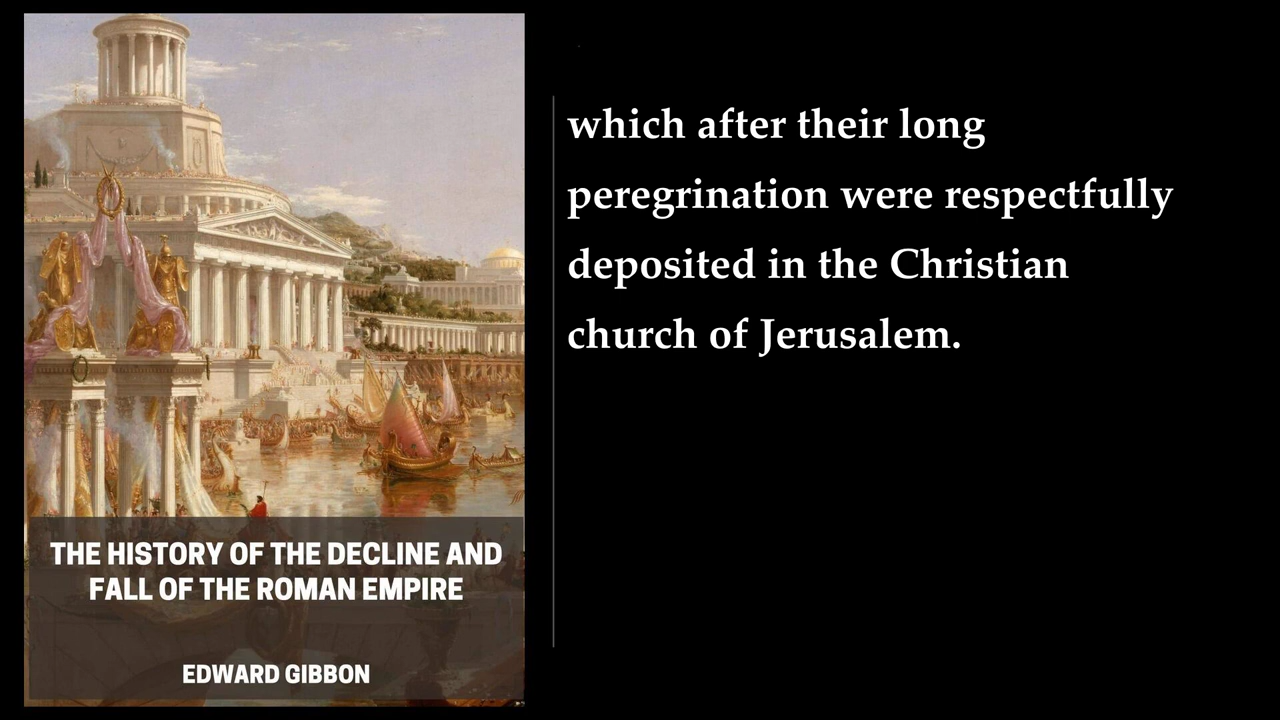 THE HISTORY OF THE DECLINE AND
FALL OF THE ROMAN EMPIRE
EDWARD GIBBON
which after their long
peregrination were respectfully
deposited in the Christian
church of Jerusalem.